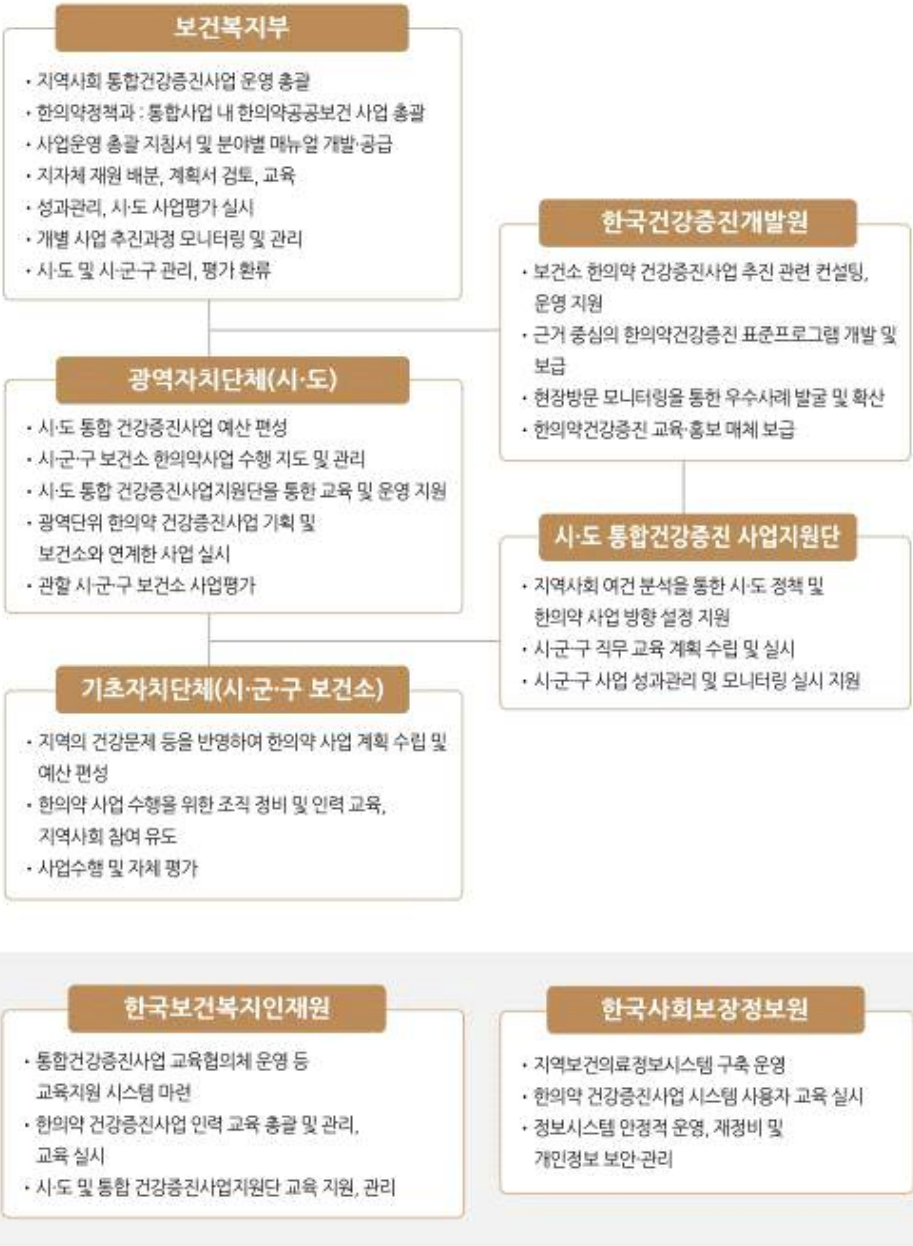 보건복지부
· 지역사회 통합건강증진사업 운영 총괄
· 한의약정책과 : 통합사업 내 한의약공공보건 사업 총괄
· 사업운영 총괄 지침서 및 분야별 매뉴얼 개발·공급
· 지자체 재원 배분, 계획서 검토, 교육
· 성과관리, 시·도 사업평가 실시
· 개별 사업 추진과정 모니터링 및 관리
· 시·도 및 시·군·구 관리, 평가 환류
한국건강증진개발원
· 보건소 한의약 건강증진사업 추진 관련 컨설팅,
운영 지원
· 근거 중심의 한의약건강증진 표준프로그램 개발 및
보급
· 현장방문 모니터링을 통한 우수사례 발굴 및 확산
· 한의약건강증진 교육·홍보 매체 보급
광역자치단체(시·도)
· 시·도 통합 건강증진사업 예산 편성
· 시·군·구 보건소 한의약사업 수행 지도 및 관리
· 시·도 통합 건강증진사업지원단을 통한 교육 및 운영 지원
· 광역단위 한의약 건강증진사업 기획 및
보건소와 연계한 사업 실시
· 관할 시·군·구 보건소 사업평가
시·도 통합건강증진 사업지원단
· 지역사회 여건 분석을 통한 시·도 정책 및
한의약 사업 방향 설정 지원
· 시·군·구 직무 교육 계획 수립 및 실시
· 시·군·구 사업 성과관리 및 모니터링 실시 지원
기초자치단체(시·군·구 보건소)
· 지역의 건강문제 등을 반영하여 한의약 사업 계획 수립 및
예산 편성
· 한의약 사업 수행을 위한 조직 정비 및 인력 교육,
지역사회 참여 유도
· 사업수행 및 자체 평가
한국보건복지인재원
· 통합건강증진사업 교육협의체 운영 등
교육지원 시스템 마련
· 한의약 건강증진사업 인력 교육 총괄 및 관리,
교육 실시
· 시·도 및 통합 건강증진사업지원단 교육 지원, 관리
한국사회보장정보원
· 지역보건의료정보시스템 구축 운영
· 한의약 건강증진사업 시스템 사용자 교육 실시
· 정보시스템 안정적 운영, 재정비 및
개인정보 보안·관리